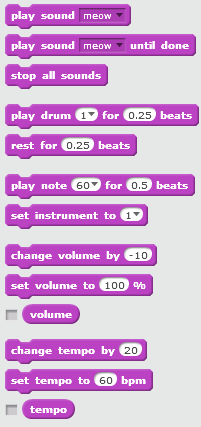 play sound meow
play sound meow until done
stop all sounds
play drum 1 for 0.25 beats
rest for 0.25 beats
play note 60 for 0.5 beats
set instrument to 1
change volume by -10
set volume to 100 %
volume
change tempo by 20
set tempo to 60 bpm
tempo